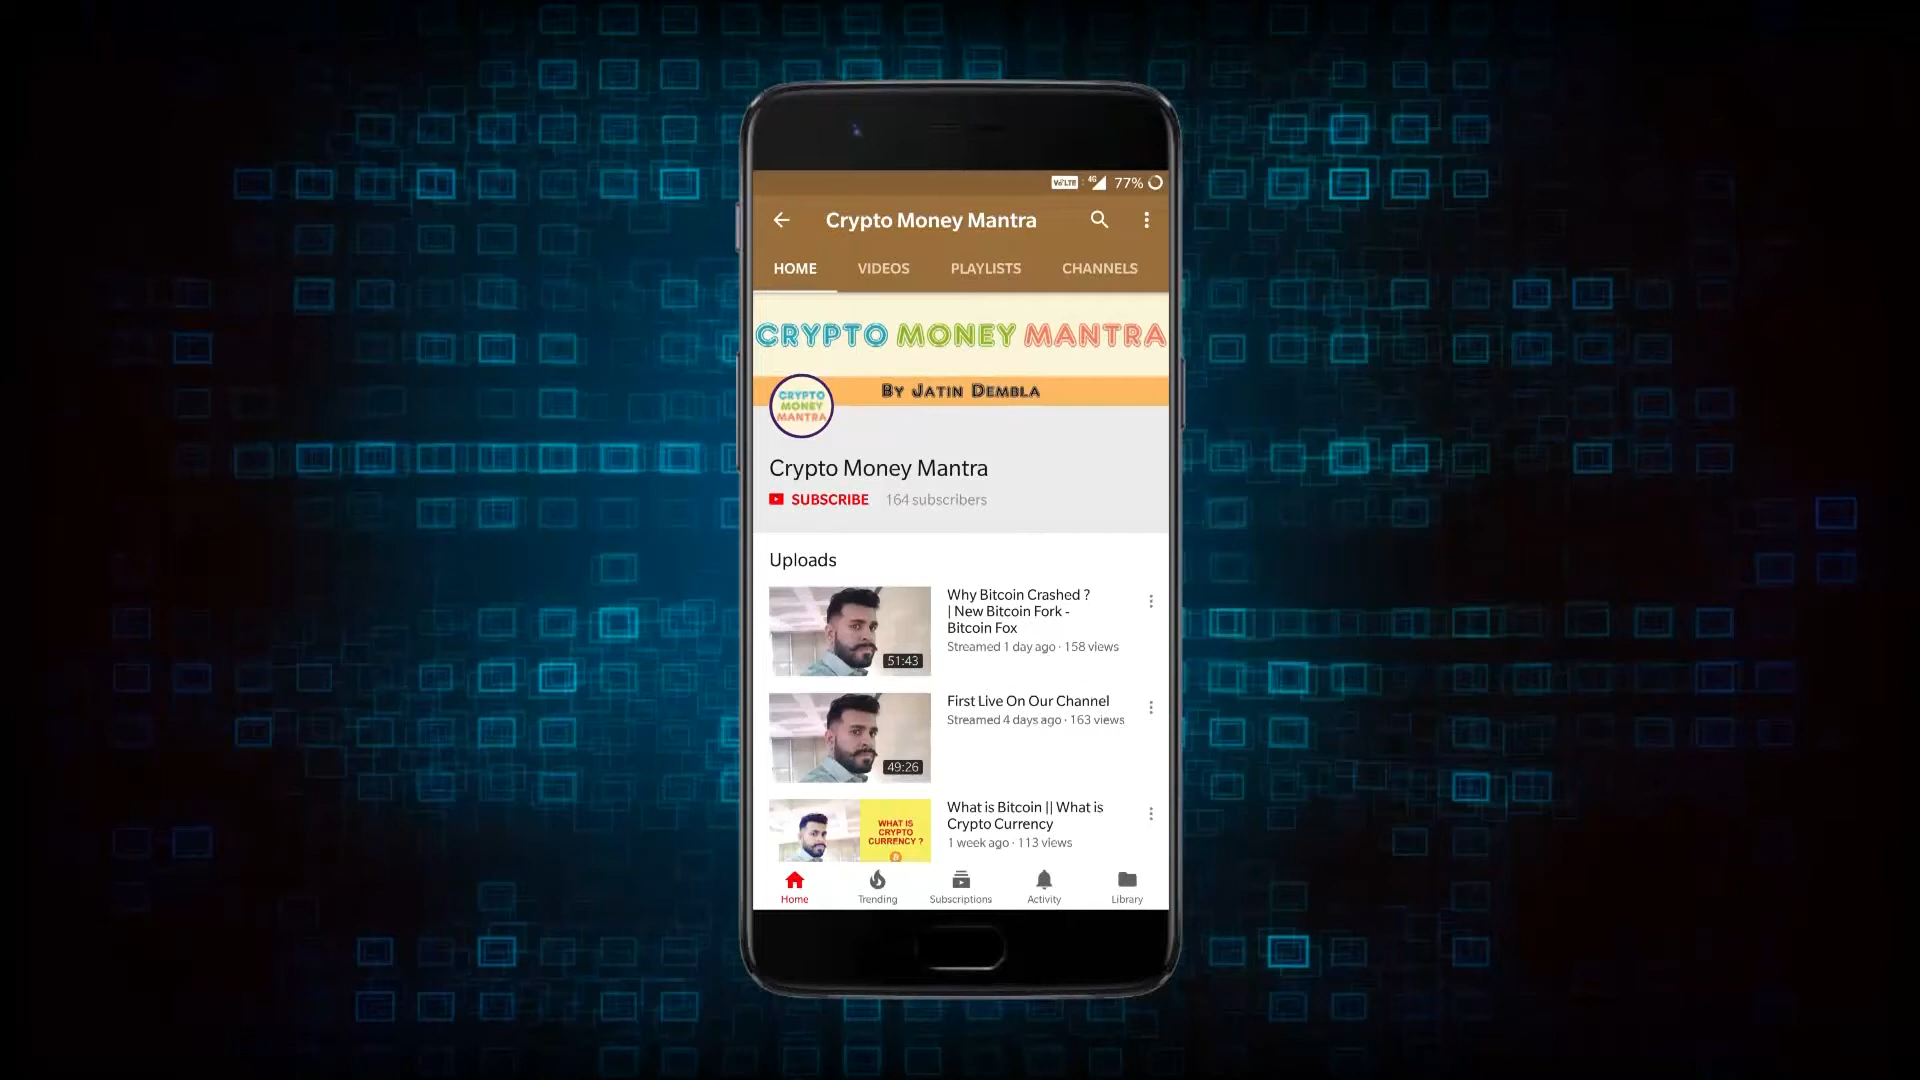 VoLTE 4G 77%
Crypto Money Mantra
HOME VIDEOS PLAYLISTS CHANNELS
CRYPTO MONEY MANTRA
By Jatin Dembla
CRYPTO
MONEY
MANTRA
Crypto Money Mantra
SUBSCRIBE 164 subscribers
Uploads
Why Bitcoin Crashed ?
| New Bitcoin Fork -
Bitcoin Fox
Streamed 1 day ago · 158 views
51:43
First Live On Our Channel
Streamed 4 days ago · 163 views
49:26
What is Bitcoin || What is
Crypto Currency
1 week ago · 113 views
WHAT IS
CRYPTO
CURRENCY ?
Home Trending Subscriptions Activity Library